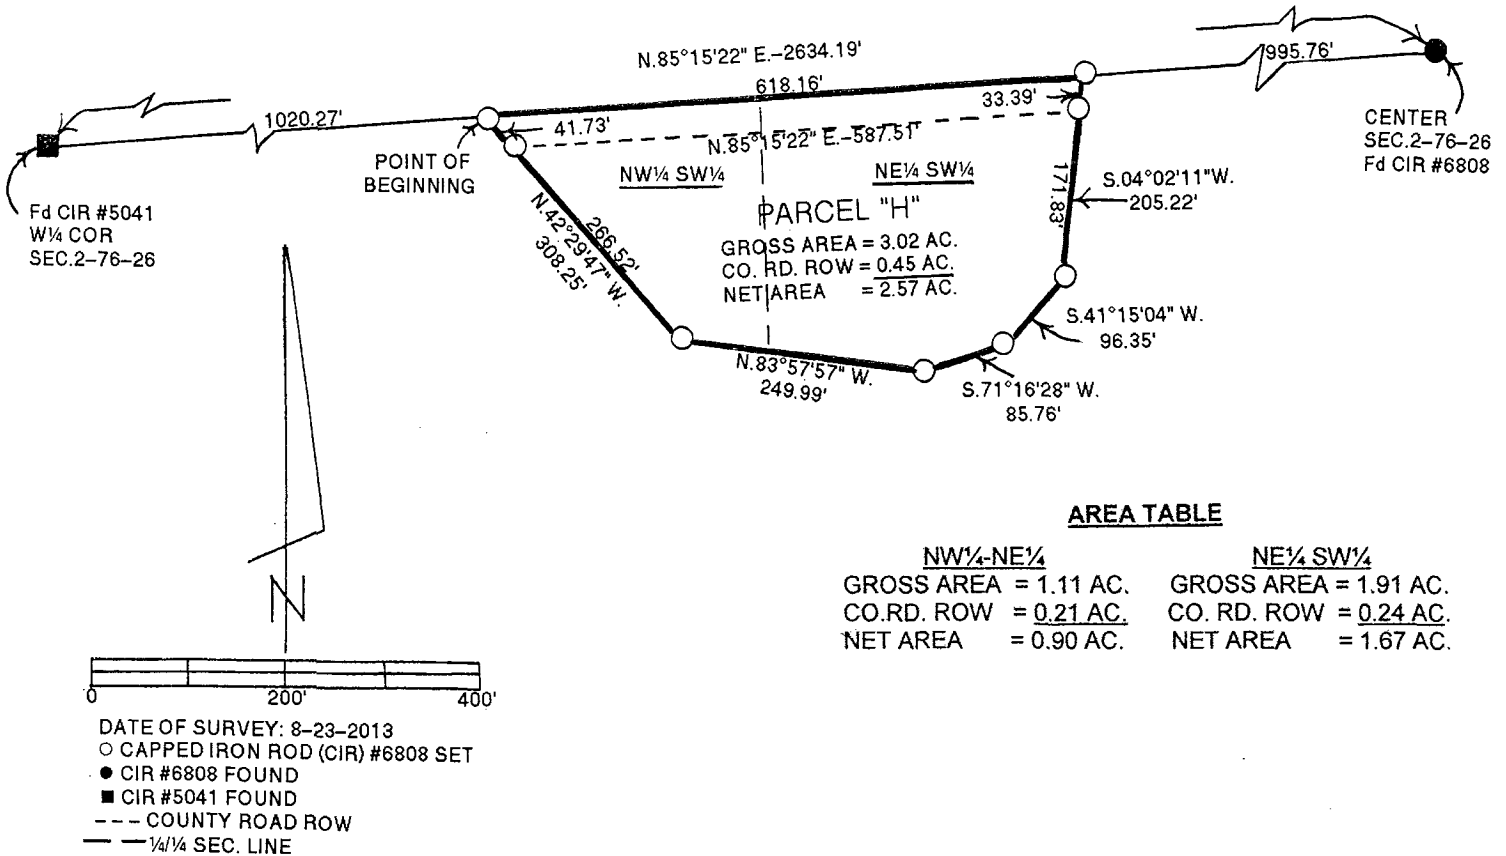 N.85°15'22" E.-2634.19'
995.76'
618.16'
33.39'
1020.27'
41.73'
N.85°15'22" E.-587.51'
CENTER
SEC.2-76-26
Fd CIR #6808
POINT OF
BEGINNING
NW¼ SW¼
NE¼ SW¼
171.83'
S.04°02'11"W.
205.22'
Fd CIR #5041
W¼ COR
SEC.2-76-26
PARCEL "H"
GROSS AREA = 3.02 AC.
CO. RD. ROW = 0.45 AC.
NET AREA = 2.57 AC.
266.52'
N.42°29'47" W.
308.25'
S.41°15'04" W.
96.35'
N.83°57'57" W.
249.99'
S.71°16'28" W.
85.76'
AREA TABLE
NW¼-NE¼ NE¼ SW¼
GROSS AREA = 1.11 AC. GROSS AREA = 1.91 AC.
CO.RD. ROW = 0.21 AC. CO. RD. ROW = 0.24 AC.
NET AREA = 0.90 AC. NET AREA = 1.67 AC.
N
0 200' 400'
DATE OF SURVEY: 8-23-2013
CAPPED IRON ROD (CIR) #6808 SET
CIR #6808 FOUND
CIR #5041 FOUND
COUNTY ROAD ROW
¼/¼ SEC. LINE